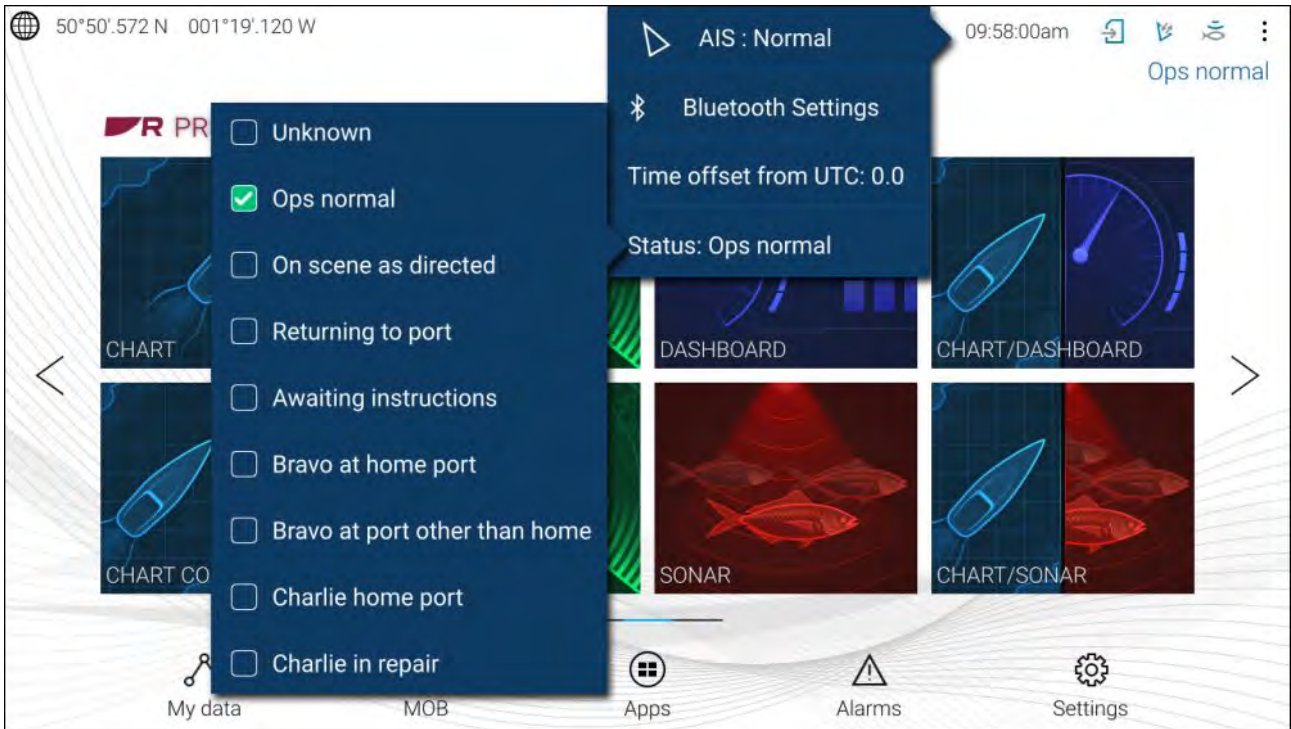 50°50'.572 N 001°19'.120 W
AIS : Normal
09:58:00am
Ops normal
Bluetooth Settings
Time offset from UTC: 0.0
Status: Ops normal
R PR
Unknown
Ops normal
On scene as directed
Returning to port
Awaiting instructions
Bravo at home port
Bravo at port other than home
Charlie home port
Charlie in repair
CHART
DASHBOARD
CHART/DASHBOARD
CHART CO
SONAR
CHART/SONAR
My data
MOB
Apps
Alarms
Settings